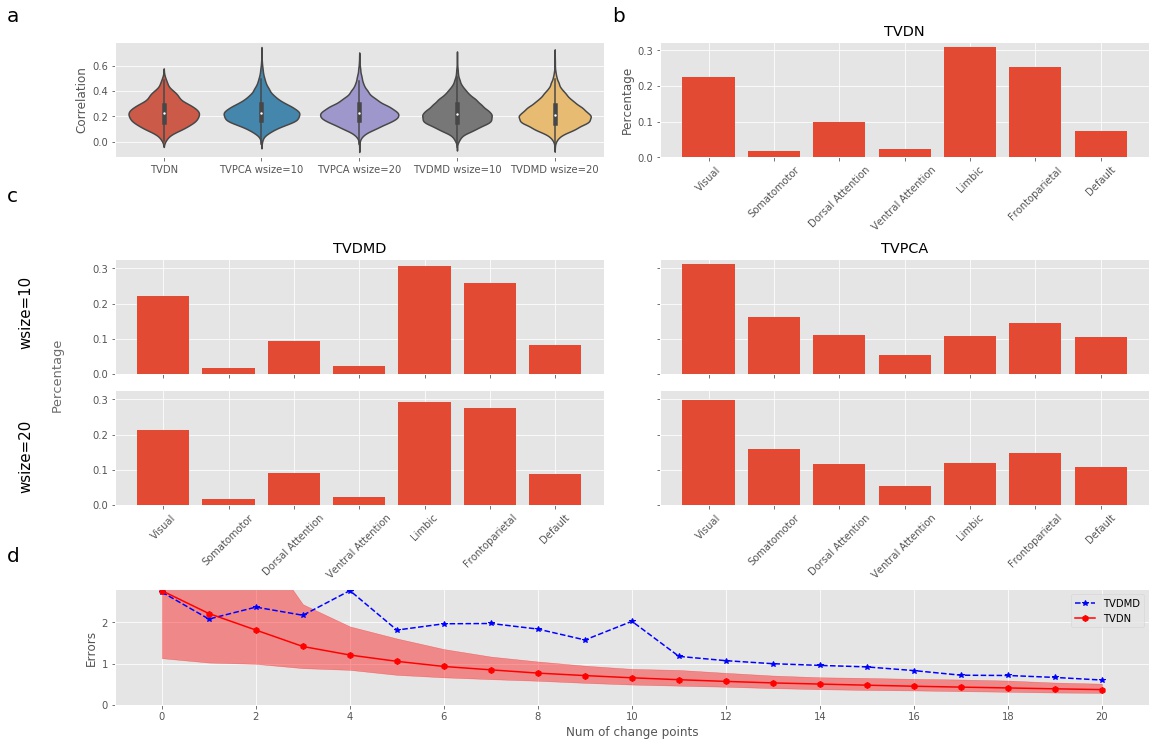 a
Correlation
0.6
0.4
0.2
0.0
TVDN
TVPCA wsize=10
TVPCA wsize=20
TVDMD wsize=10
TVDMD wsize=20
b
TVDN
Percentage
0.3
0.2
0.1
0.0
Visual
Somatomotor
Dorsal Attention
Ventral Attention
Limbic
Frontoparietal
Default
c
Percentage
wsize=10
TVDMD
0.3
0.2
0.1
0.0
TVPCA
wsize=20
0.3
0.2
0.1
0.0
Visual
Somatomotor
Dorsal Attention
Ventral Attention
Limbic
Frontoparietal
Default
Visual
Somatomotor
Dorsal Attention
Ventral Attention
Limbic
Frontoparietal
Default
d
Errors
2
1
0
TVDMD
TVDN
0
2
4
6
8
10
12
14
16
18
20
Num of change points